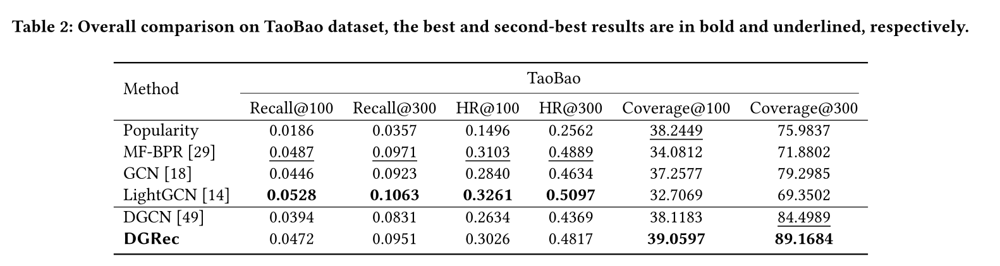 Table 2: Overall comparison on TaoBao dataset, the best and second-best results are in bold and underlined, respectively.
Method
TaoBao
Recall@100 Recall@300 HR@100 HR@300 Coverage@100 Coverage@300
Popularity 0.0186 0.0357 0.1496 0.2562 38.2449 75.9837
MF-BPR [29] 0.0487 0.0971 0.3103 0.4889 34.0812 71.8802
GCN [18] 0.0446 0.0923 0.2840 0.4634 37.2577 79.2985
LightGCN [14] 0.0528 0.1063 0.3261 0.5097 32.7069 69.3502
DGCN [49] 0.0394 0.0831 0.2634 0.4369 38.1183 84.4989
DGRec 0.0472 0.0951 0.3026 0.4817 39.0597 89.1684